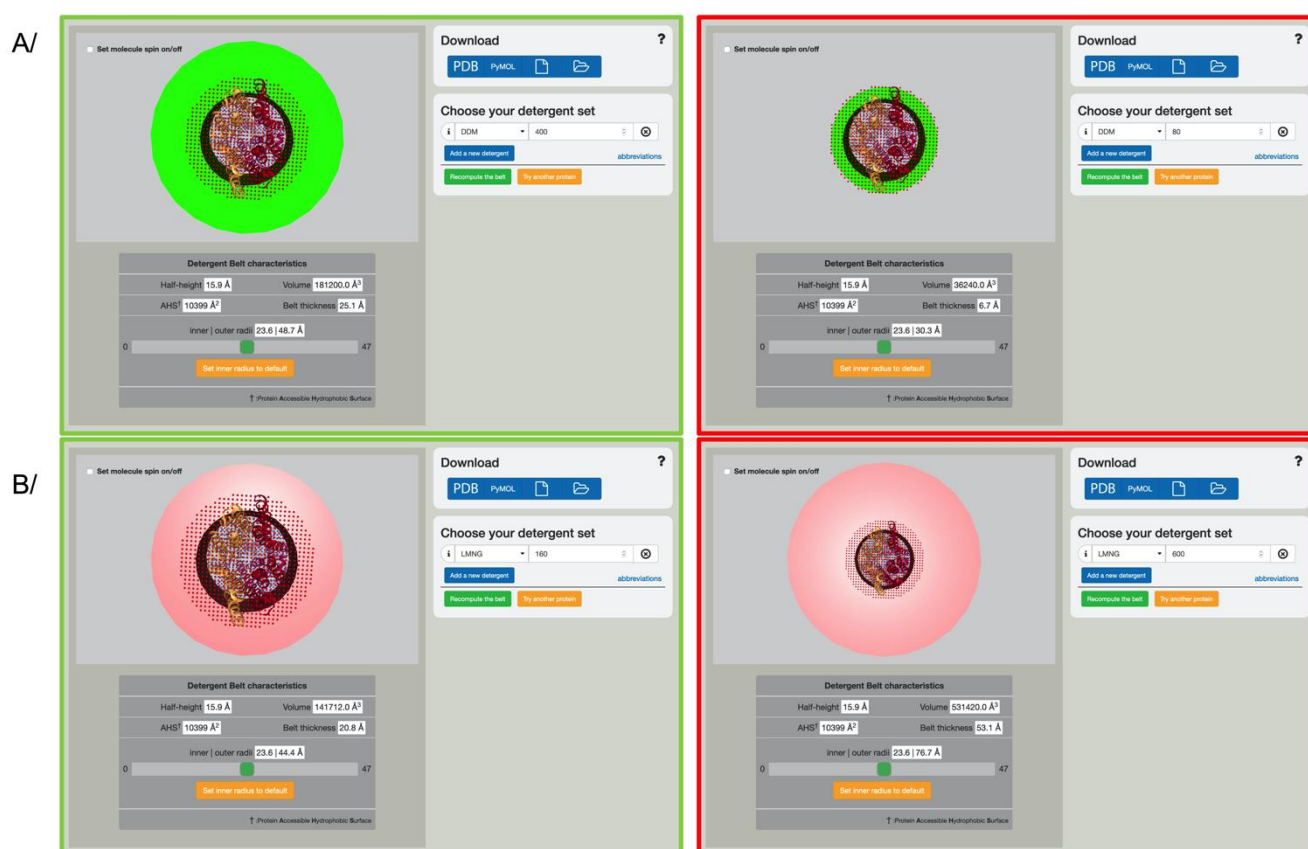 A/
Set molecule spin on/off
Download ?
PDB PyMOL
Choose your detergent set
i DDM 400
Add a new detergent abbreviations
Recompute the belt Try another protein
Detergent Belt characteristics
Half-height 15.9 Å Volume 181200.0 Å³
AHS† 10399 Å² Belt thickness 25.1 Å
inner | outer radii 23.6 | 48.7 Å
0 47
Set inner radius to default
† :Protein Accessible Hydrophobic Surface
Set molecule spin on/off
Download ?
PDB PyMOL
Choose your detergent set
i DDM 80
Add a new detergent abbreviations
Recompute the belt Try another protein
Detergent Belt characteristics
Half-height 15.9 Å Volume 36240.0 Å³
AHS† 10399 Å² Belt thickness 6.7 Å
inner | outer radii 23.6 | 30.3 Å
0 47
Set inner radius to default
† :Protein Accessible Hydrophobic Surface
B/
Set molecule spin on/off
Download ?
PDB PyMOL
Choose your detergent set
i LMNG 160
Add a new detergent abbreviations
Recompute the belt Try another protein
Detergent Belt characteristics
Half-height 15.9 Å Volume 141712.0 Å³
AHS† 10399 Å² Belt thickness 20.8 Å
inner | outer radii 23.6 | 44.4 Å
0 47
Set inner radius to default
† :Protein Accessible Hydrophobic Surface
Set molecule spin on/off
Download ?
PDB PyMOL
Choose your detergent set
i LMNG 600
Add a new detergent abbreviations
Recompute the belt Try another protein
Detergent Belt characteristics
Half-height 15.9 Å Volume 531420.0 Å³
AHS† 10399 Å² Belt thickness 53.1 Å
inner | outer radii 23.6 | 76.7 Å
0 47
Set inner radius to default
† :Protein Accessible Hydrophobic Surface